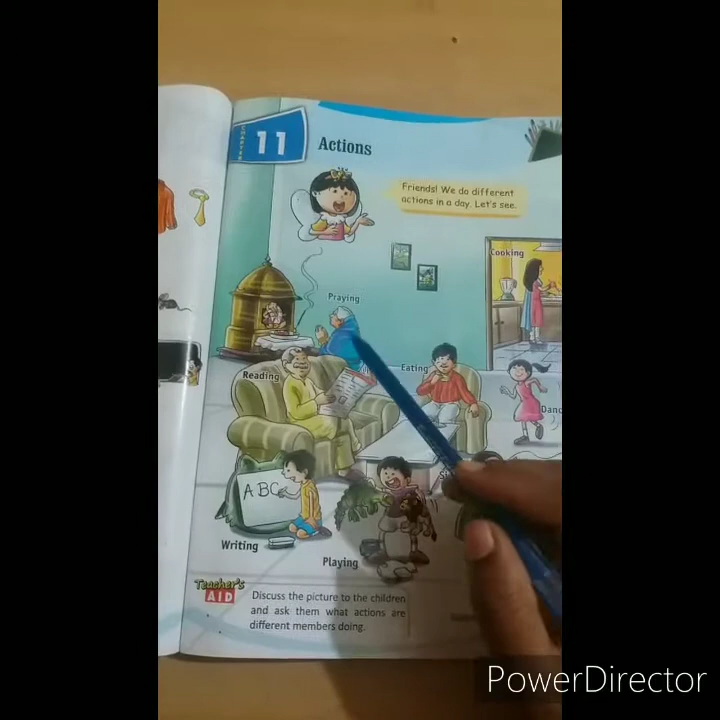 CHAPTER
11
Actions
Friends! We do different
actions in a day. Let's see.
Cooking
Praying
Reading
Eating
ABC
Writing
Playing
Teacher's
AID
Discuss the picture to the children
and ask them what actions are
different members doing.
PowerDirector